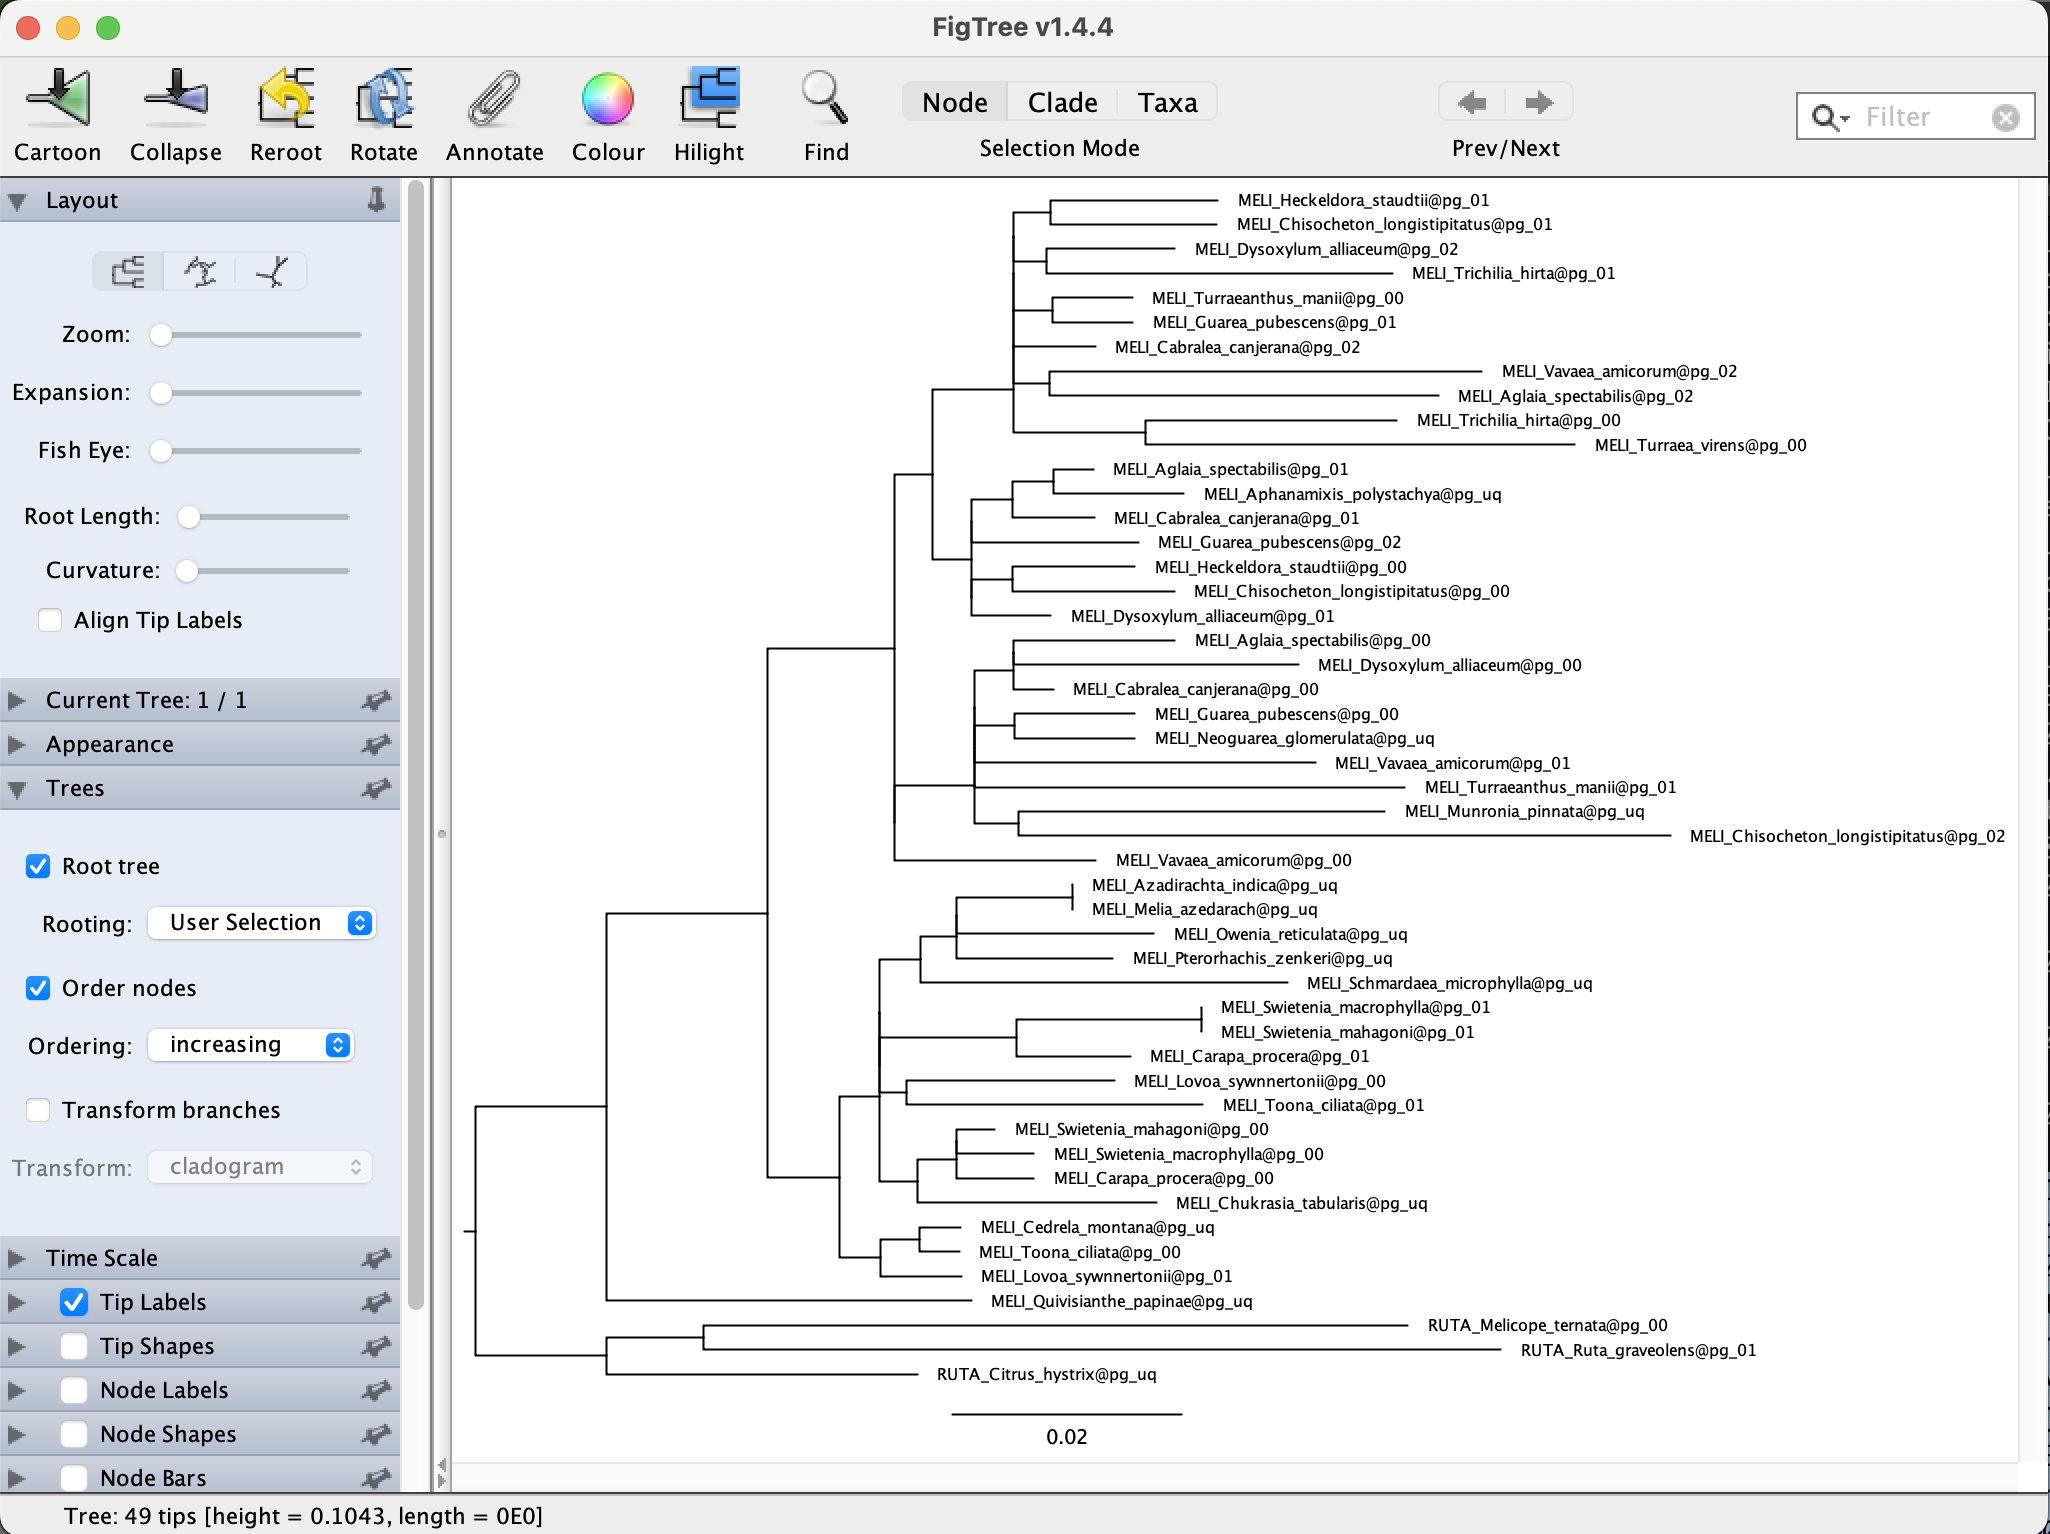 FigTree v1.4.4
Cartoon Collapse Reroot Rotate Annotate Colour Hilight Find
Node Clade Taxa
Selection Mode
Prev/Next
Filter
Layout
Zoom:
Expansion:
Fish Eye:
Root Length:
Curvature:
Align Tip Labels
Current Tree: 1 / 1
Appearance
Trees
Root tree
Rooting: User Selection
Order nodes
Ordering: increasing
Transform branches
Transform: cladogram
Time Scale
Tip Labels
Tip Shapes
Node Labels
Node Shapes
Node Bars
MELI_Heckeldora_staudtii@pg_01
MELI_Chisocheton_longistipitatus@pg_01
MELI_Dysoxylum_alliaceum@pg_02
MELI_Trichilia_hirta@pg_01
MELI_Turraeanthus_manii@pg_00
MELI_Guarea_pubescens@pg_01
MELI_Cabralea_canjerana@pg_02
MELI_Vavaea_amicorum@pg_02
MELI_Aglaia_spectabilis@pg_02
MELI_Trichilia_hirta@pg_00
MELI_Turraea_virens@pg_00
MELI_Aglaia_spectabilis@pg_01
MELI_Aphanamixis_polystachya@pg_uq
MELI_Cabralea_canjerana@pg_01
MELI_Guarea_pubescens@pg_02
MELI_Heckeldora_staudtii@pg_00
MELI_Chisocheton_longistipitatus@pg_00
MELI_Dysoxylum_alliaceum@pg_01
MELI_Aglaia_spectabilis@pg_00
MELI_Dysoxylum_alliaceum@pg_00
MELI_Cabralea_canjerana@pg_00
MELI_Guarea_pubescens@pg_00
MELI_Neoguarea_glomerulata@pg_uq
MELI_Vavaea_amicorum@pg_01
MELI_Turraeanthus_manii@pg_01
MELI_Munronia_pinnata@pg_uq
MELI_Chisocheton_longistipitatus@pg_02
MELI_Vavaea_amicorum@pg_00
MELI_Azadirachta_indica@pg_uq
MELI_Melia_azedarach@pg_uq
MELI_Owenia_reticulata@pg_uq
MELI_Pterorhachis_zenkeri@pg_uq
MELI_Schmardaea_microphylla@pg_uq
MELI_Swietenia_macrophylla@pg_01
MELI_Swietenia_mahagoni@pg_01
MELI_Carapa_procera@pg_01
MELI_Lovoa_sywnnertonii@pg_00
MELI_Toona_ciliata@pg_01
MELI_Swietenia_mahagoni@pg_00
MELI_Swietenia_macrophylla@pg_00
MELI_Carapa_procera@pg_00
MELI_Chukrasia_tabularis@pg_uq
MELI_Cedrela_montana@pg_uq
MELI_Toona_ciliata@pg_00
MELI_Lovoa_sywnnertonii@pg_01
MELI_Quivisianthe_papinae@pg_uq
RUTA_Melicope_ternata@pg_00
RUTA_Ruta_graveolens@pg_01
RUTA_Citrus_hystrix@pg_uq
0.02
Tree: 49 tips [height = 0.1043, length = 0E0]